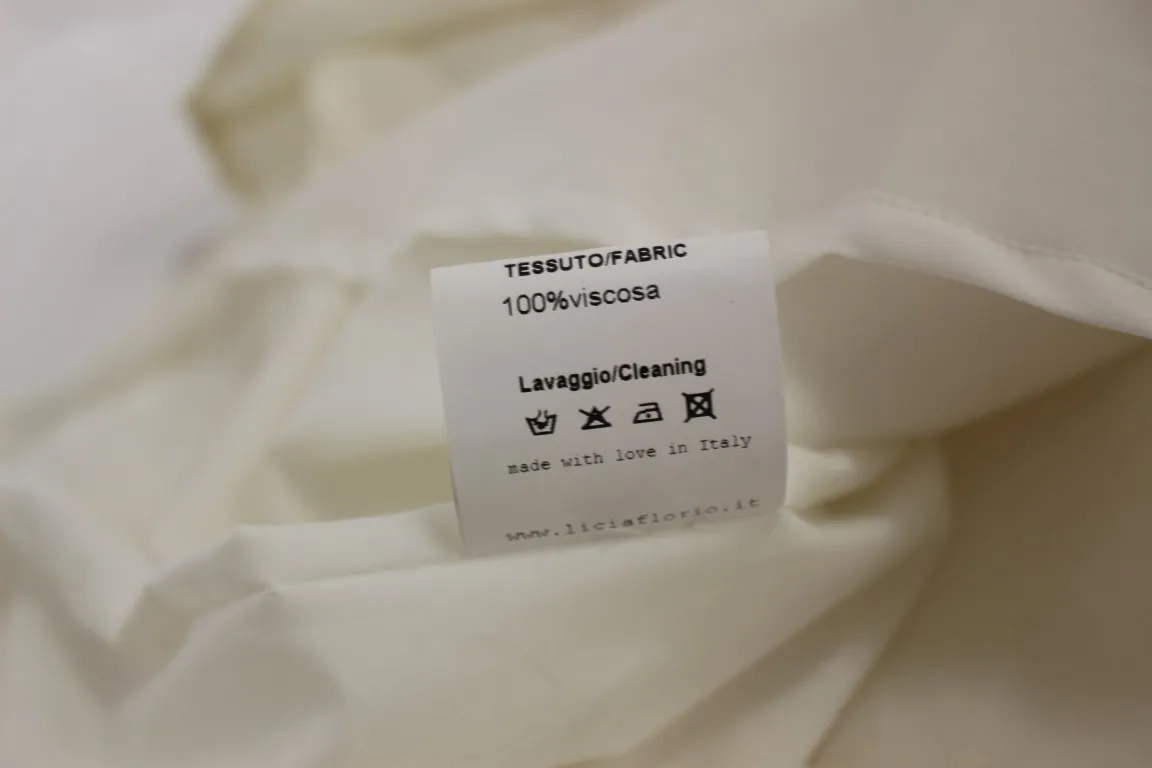 TESSUTO/FABRIC
100%viscosa
Lavaggio/Cleaning
made with love in Italy
www.liciaflorio.it